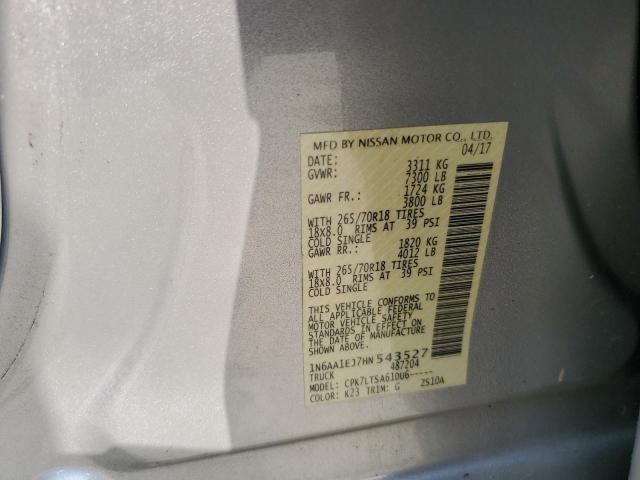 MFD BY NISSAN MOTOR CO., LTD.
DATE: 04/17
GVWR: 3311 KG
7300 LB
GAWR FR.: 1724 KG
3800 LB
WITH 265/70R18 TIRES
18X8.0 RIMS AT 39 PSI
COLD SINGLE
GAWR RR.: 1820 KG
4012 LB
WITH 265/70R18 TIRES
18X8.0 RIMS AT 39 PSI
COLD SINGLE
THIS VEHICLE CONFORMS TO
ALL APPLICABLE FEDERAL
MOTOR VEHICLE SAFETY
STANDARDS IN EFFECT ON
THE DATE OF MANUFACTURE
SHOWN ABOVE.
1N6AA1EJ7HN543527
TRUCK 487204
MODEL: CPK7LTSA61OU6-----
COLOR: K23 TRIM: G 2S10A